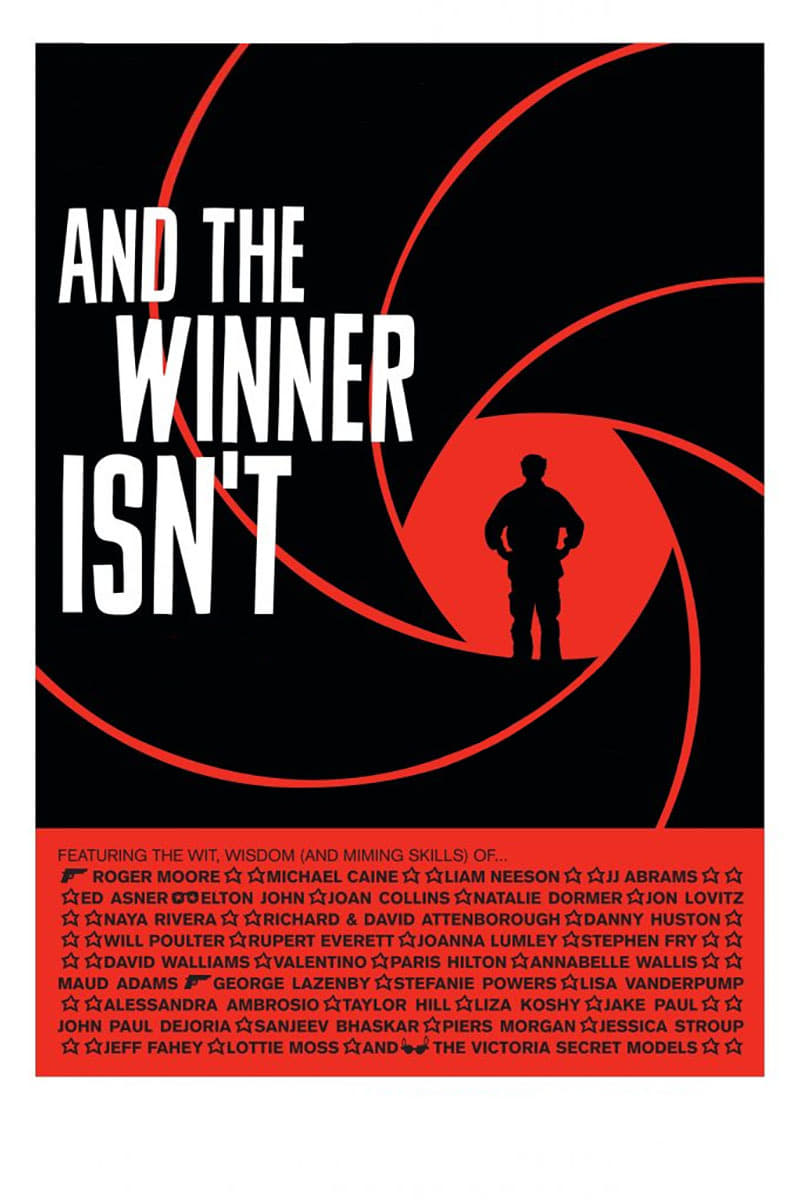 AND THE
WINNER
ISN'T
FEATURING THE WIT, WISDOM (AND MIMING SKILLS) OF...
ROGER MOORE MICHAEL CAINE LIAM NEESON JJ ABRAMS
ED ASNER ELTON JOHN JOAN COLLINS NATALIE DORMER JON LOVITZ
NAYA RIVERA RICHARD & DAVID ATTENBOROUGH DANNY HUSTON
WILL POULTER RUPERT EVERETT JOANNA LUMLEY STEPHEN FRY
DAVID WALLIAMS VALENTINO PARIS HILTON ANNABELLE WALLIS
MAUD ADAMS GEORGE LAZENBY STEFANIE POWERS LISA VANDERPUMP
ALESSANDRA AMBROSIO TAYLOR HILL LIZA KOSHY JAKE PAUL
JOHN PAUL DEJORIA SANJEEV BHASKAR PIERS MORGAN JESSICA STROUP
JEFF FAHEY LOTTIE MOSS AND THE VICTORIA SECRET MODELS